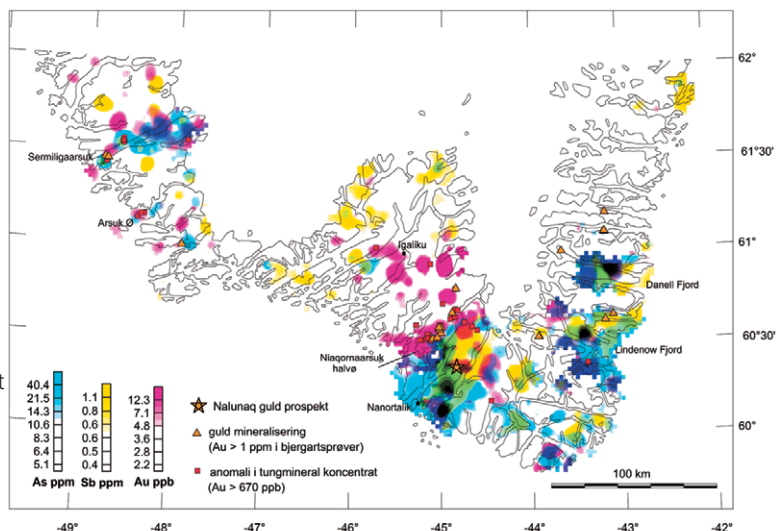 62°
61°30'
61°
60°30'
60°
Sermiligaarsuk
Arsuk Ø
Igaliku
Danell Fjord
Lindenow Fjord
Niaqornaarsuk
halvø
Nanortalik
t
40.4
21.5
14.3
10.6
8.3
6.4
5.1
As ppm
1.1
0.8
0.6
0.6
0.5
0.4
Sb ppm
12.3
7.1
4.8
3.6
2.8
2.2
Au ppb
Nalunaq guld prospekt
guld mineralisering
(Au > 1 ppm i bjergartsprøver)
anomali i tungmineral koncentrat
(Au > 670 ppb)
100 km
-49° -48° -47° -46° -45° -44° -43° -42°